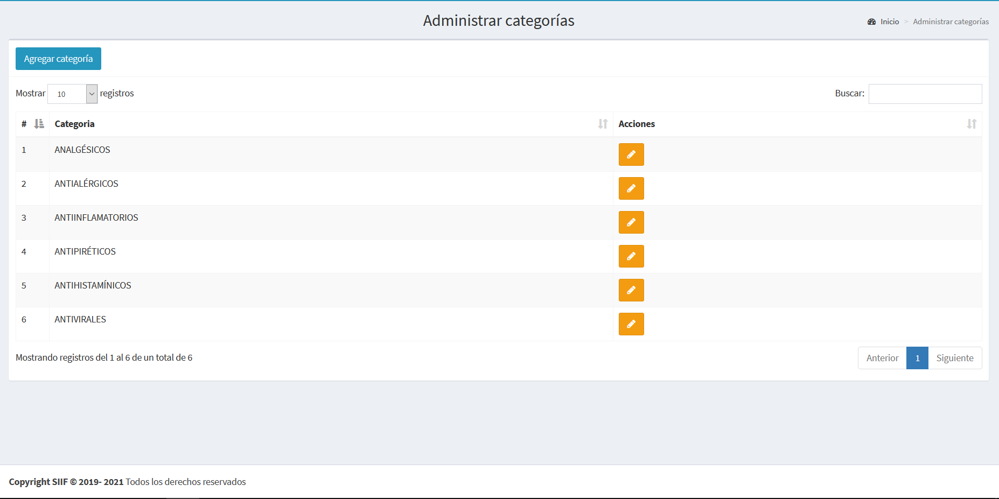 Administrar categorías
Inicio > Administrar categorías
Agregar categoría
Mostrar 10 registros
Buscar:
# Categoria Acciones
1 ANALGÉSICOS
2 ANTIALÉRGICOS
3 ANTIINFLAMATORIOS
4 ANTIPIRÉTICOS
5 ANTIHISTAMÍNICOS
6 ANTIVIRALES
Mostrando registros del 1 al 6 de un total de 6
Anterior 1 Siguiente
Copyright SIIF © 2019- 2021 Todos los derechos reservados